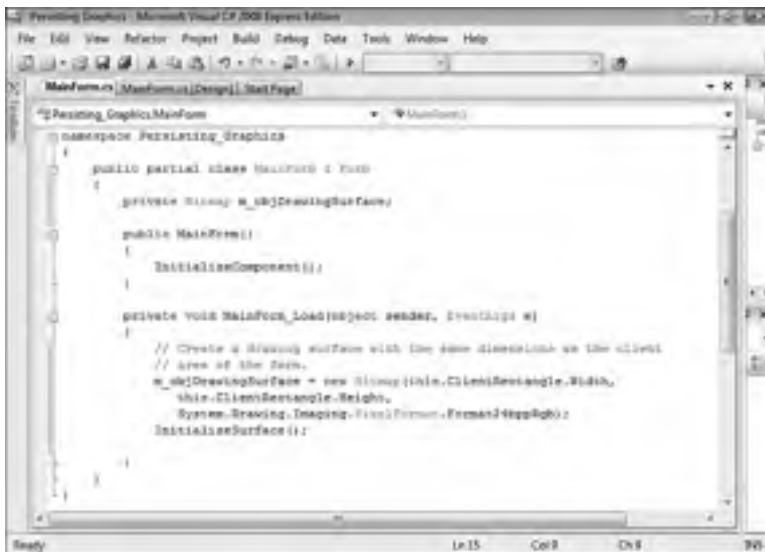 Persisting Graphics - Microsoft Visual C# 2008 Express Edition
File Edit View Refactor Project Build Debug Data Tools Window Help
MainForm.cs MainForm.cs [Design] Start Page
Persisting_Graphics.MainForm MainForm()
namespace Persisting_Graphics
{
public partial class MainForm : Form
{
private Bitmap m_objDrawingSurface;
public MainForm()
{
InitializeComponent();
}
private void MainForm_Load(object sender, EventArgs e)
{
// Create a drawing surface with the same dimensions as the client
// area of the form.
m_objDrawingSurface = new Bitmap(this.ClientRectangle.Width,
this.ClientRectangle.Height,
System.Drawing.Imaging.PixelFormat.Format24bppRgb);
InitializeSurface();
}
}
}
Ready Ln 15 Col 9 Ch 9 INS